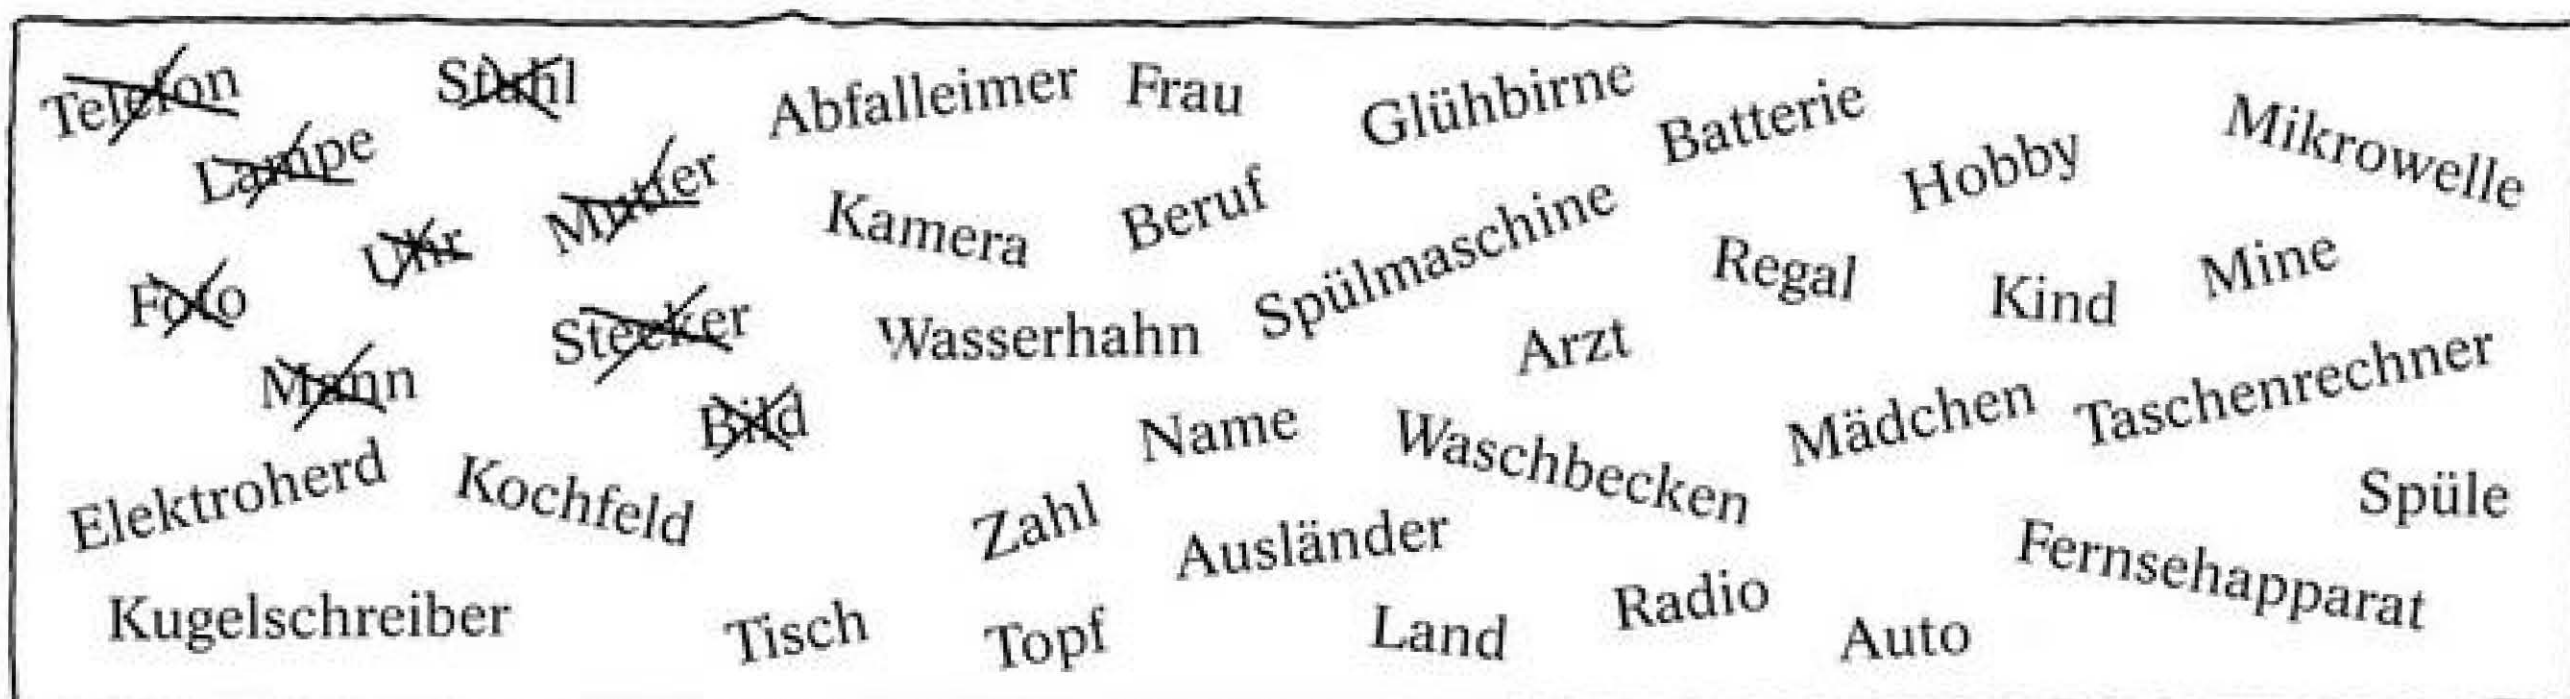 Telefon Stuhl Abfalleimer Frau Glühbirne Batterie Mikrowelle
Lampe Mutter Kamera Beruf Spülmaschine Hobby
Foto Uhr Stecker Wasserhahn Arzt Regal Kind Mine
Mann Bild Name Waschbecken Mädchen Taschenrechner
Elektroherd Kochfeld Zahl Ausländer Spüle
Kugelschreiber Tisch Topf Land Radio Auto Fernsehapparat